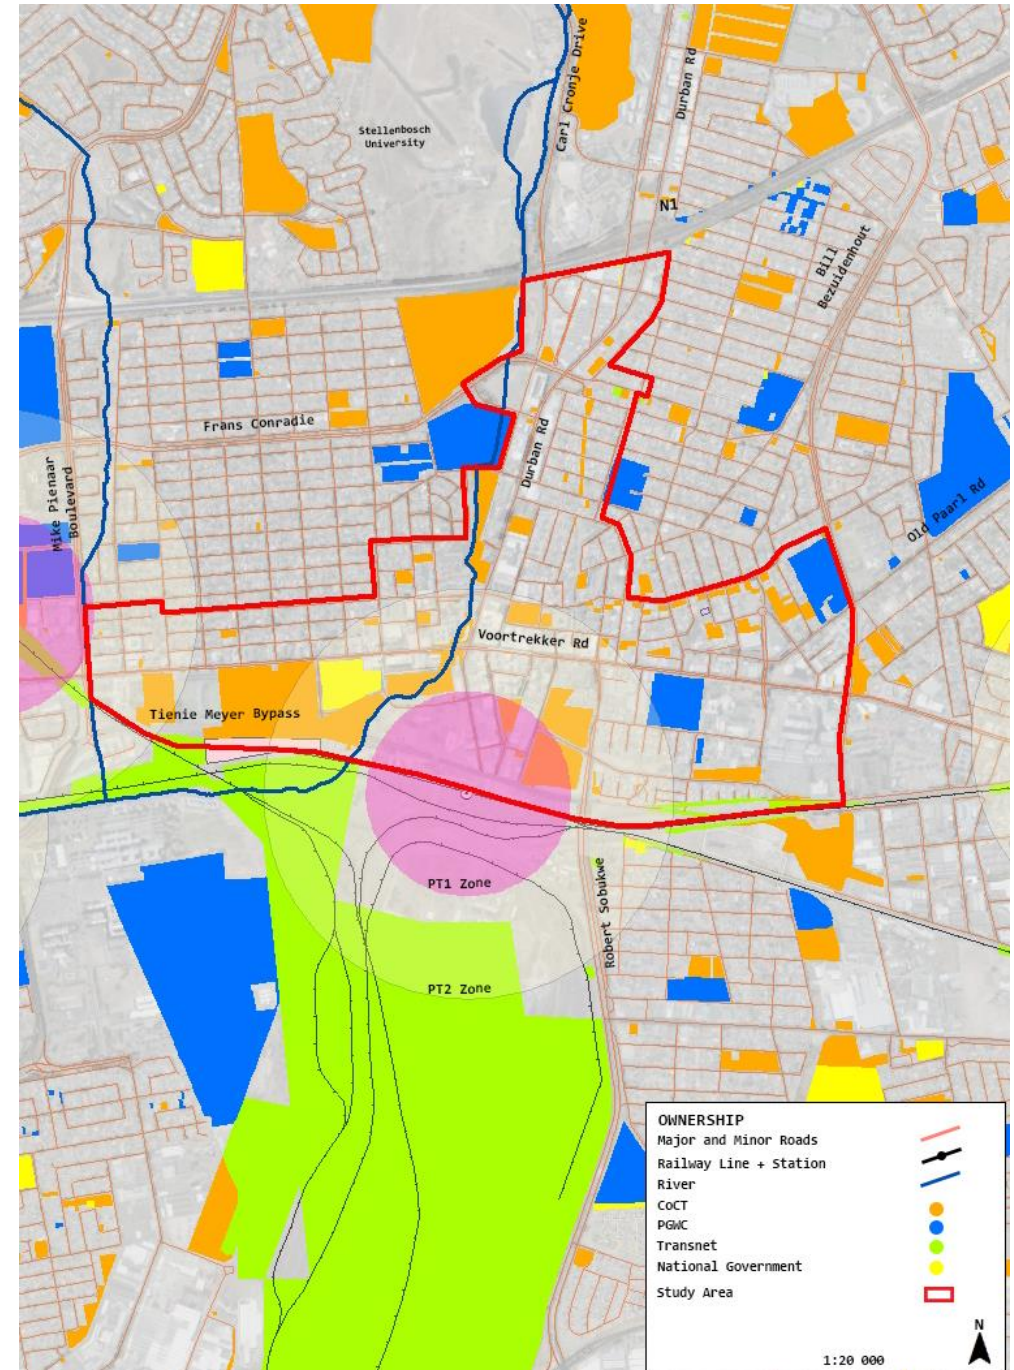 Carl Cronje Drive
Durban Rd
Stellenbosch
University
N1
Bill
Bezuidenhout
Frans Conradie
Durban Rd
Mike Pienaar
Boulevard
Old Paarl Rd
Voortrekker Rd
Tienie Meyer Bypass
PT1 Zone
Robert Sobukwe
PT2 Zone
OWNERSHIP
Major and Minor Roads
Railway Line + Station
River
CoCT
PGWC
Transnet
National Government
Study Area
N
1:20 000